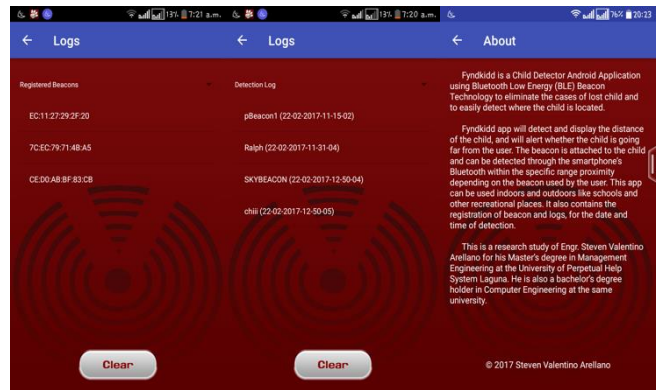 13% 7:21 a.m.
Logs
Registered Beacons
EC:11:27:29:2F:20
7C:EC:79:71:4B:A5
CE:D0:AB:BF:83:CB
Clear
13% 7:20 a.m.
Logs
Detection Log
pBeacon1 (22-02-2017-11-15-02)
Ralph (22-02-2017-11-31-04)
SKYBEACON (22-02-2017-12-50-04)
chiii (22-02-2017-12-50-05)
Clear
76% 20:23
About
Fyndkidd is a Child Detector Android Application
using Bluetooth Low Energy (BLE) Beacon
Technology to eliminate the cases of lost child and
to easily detect where the child is located.
Fyndkidd app will detect and display the distance
of the child, and will alert whether the child is going
far from the user. The beacon is attached to the child
and can be detected through the smartphone's
Bluetooth within the specific range proximity
depending on the beacon used by the user. This app
can be used indoors and outdoors like schools and
other recreational places. It also contains the
registration of beacon and logs, for the date and
time of detection.
This is a research study of Engr. Steven Valentino
Arellano for his Master's degree in Management
Engineering at the University of Perpetual Help
System Laguna. He is also a bachelor's degree
holder in Computer Engineering at the same
university.
© 2017 Steven Valentino Arellano